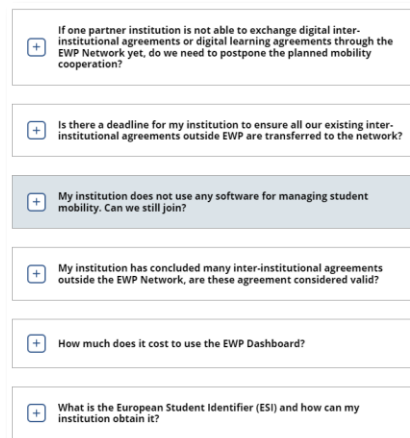 If one partner institution is not able to exchange digital inter-
institutional agreements or digital learning agreements through the
EWP Network yet, do we need to postpone the planned mobility
cooperation?
Is there a deadline for my institution to ensure all our existing inter-
institutional agreements outside EWP are transferred to the network?
My institution does not use any software for managing student
mobility. Can we still join?
My institution has concluded many inter-institutional agreements
outside the EWP Network, are these agreement considered valid?
How much does it cost to use the EWP Dashboard?
What is the European Student Identifier (ESI) and how can my
institution obtain it?